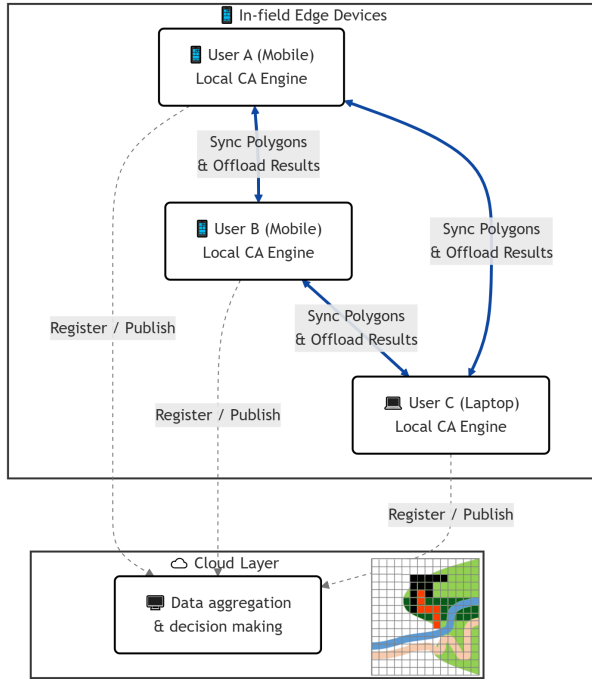 In-field Edge Devices
User A (Mobile)
Local CA Engine
Sync Polygons
& Offload Results
User B (Mobile)
Local CA Engine
Sync Polygons
& Offload Results
Sync Polygons
& Offload Results
Register / Publish
User C (Laptop)
Local CA Engine
Register / Publish
Register / Publish
Cloud Layer
Data aggregation
& decision making